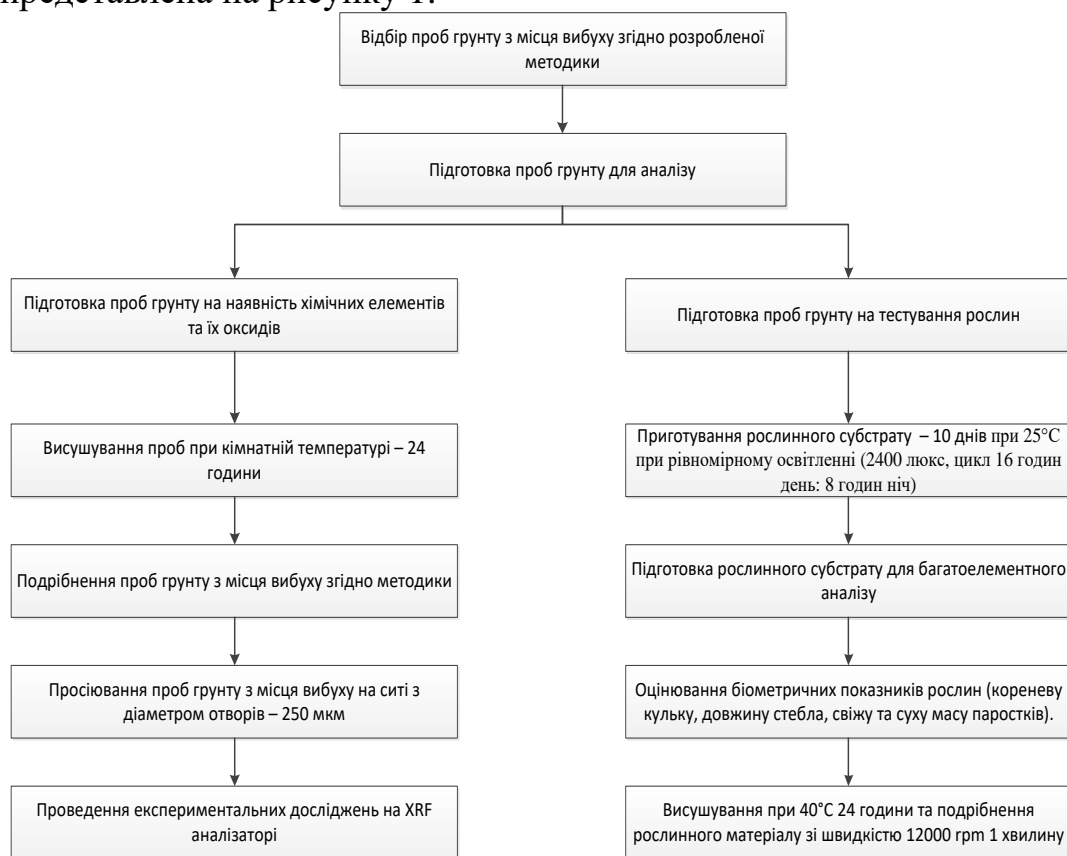 представлена на рисунку 1.
Відбір проб грунту з місця вибуху згідно розробленої
методики
Підготовка проб грунту для аналізу
Підготовка проб грунту на наявність хімічних елементів
та їх оксидів
Підготовка проб грунту на тестування рослин
Висушування проб при кімнатній температурі – 24
години
Приготування рослинного субстрату – 10 днів при 25°C
при рівномірному освітленні (2400 люкс, цикл 16 годин
день: 8 годин ніч)
Подрібнення проб грунту з місця вибуху згідно методики
Підготовка рослинного субстрату для багатоелементного
аналізу
Просіювання проб грунту з місця вибуху на ситі з
діаметром отворів – 250 мкм
Оцінювання біометричних показників рослин (кореневу
кульку, довжину стебла, свіжу та суху масу паростків).
Проведення експериментальних досліджень на XRF
аналізаторі
Висушування при 40°C 24 години та подрібнення
рослинного матеріалу зі швидкістю 12000 rpm 1 хвилину